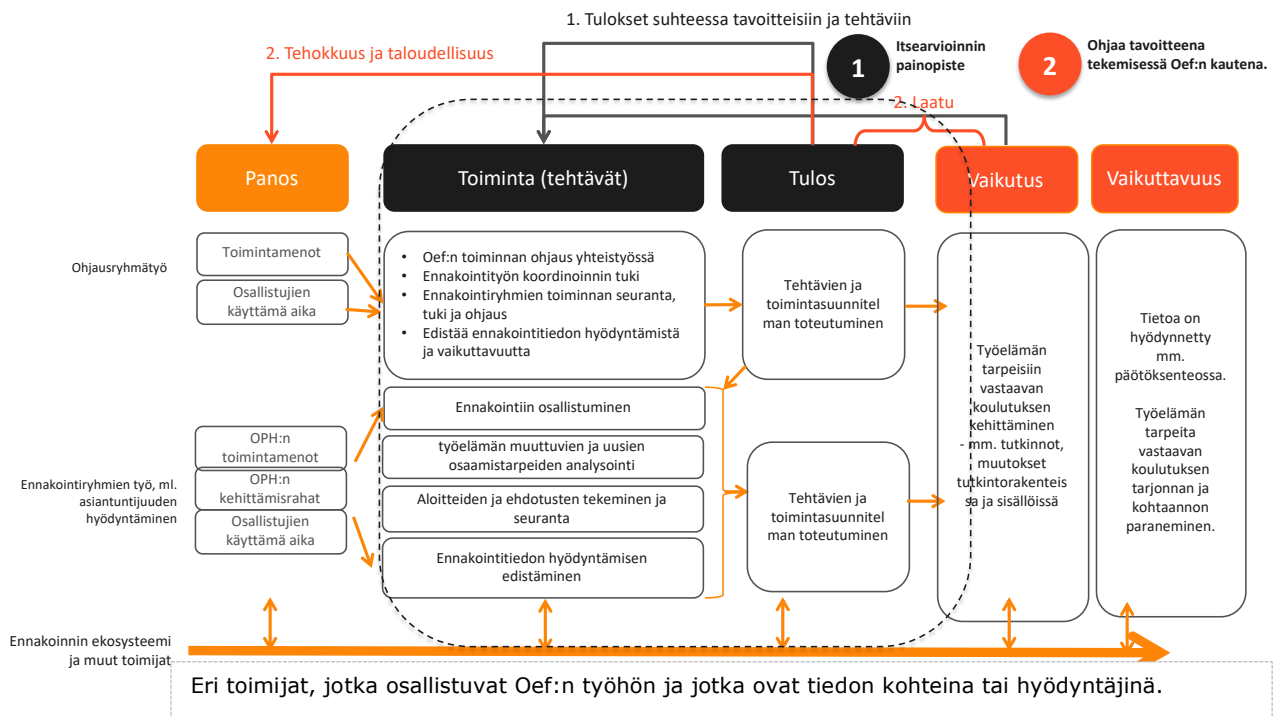 1. Tulokset suhteessa tavoitteisiin ja tehtäviin
2. Tehokkuus ja taloudellisuus
1
Itsearvioinnin
painopiste
2
Ohjaa tavoitteena
tekemisessä Oef:n kautena.
2. Laatu
Panos
Toiminta (tehtävät)
Tulos
Vaikutus
Vaikuttavuus
Ohjausryhmätyö
Toimintamenot
Osallistujien
käyttämä aika
• Oef:n toiminnan ohjaus yhteistyössä
• Ennakointityön koordinoinnin tuki
• Ennakointiryhmien toiminnan seuranta,
tuki ja ohjaus
• Edistää ennakointitiedon hyödyntämistä
ja vaikuttavuutta
Tehtävien ja
toimintasuunnitel
man toteutuminen
Ennakointiryhmien työ, ml.
asiantuntijuuden
hyödyntäminen
OPH:n
toimintamenot
OPH:n
kehittämisrahat
Osallistujien
käyttämä aika
Ennakointiin osallistuminen
työelämän muuttuvien ja uusien
osaamistarpeiden analysointi
Aloitteiden ja ehdotusten tekeminen ja
seuranta
Ennakointitiedon hyödyntämisen
edistäminen
Tehtävien ja
toimintasuunnitel
man toteutuminen
Työelämän
tarpeisiin
vastaavan
koulutuksen
kehittäminen
- mm. tutkinnot,
muutokset
tutkintorakenteis
sa ja sisällöissä
Tietoa on
hyödynnetty
mm.
päötöksenteossa.
Työelämän
tarpeita
vastaavan
koulutuksen
tarjonnan ja
kohtaannon
paraneminen.
Ennakoinnin ekosysteemi
ja muut toimijat
Eri toimijat, jotka osallistuvat Oef:n työhön ja jotka ovat tiedon kohteina tai hyödyntäjinä.